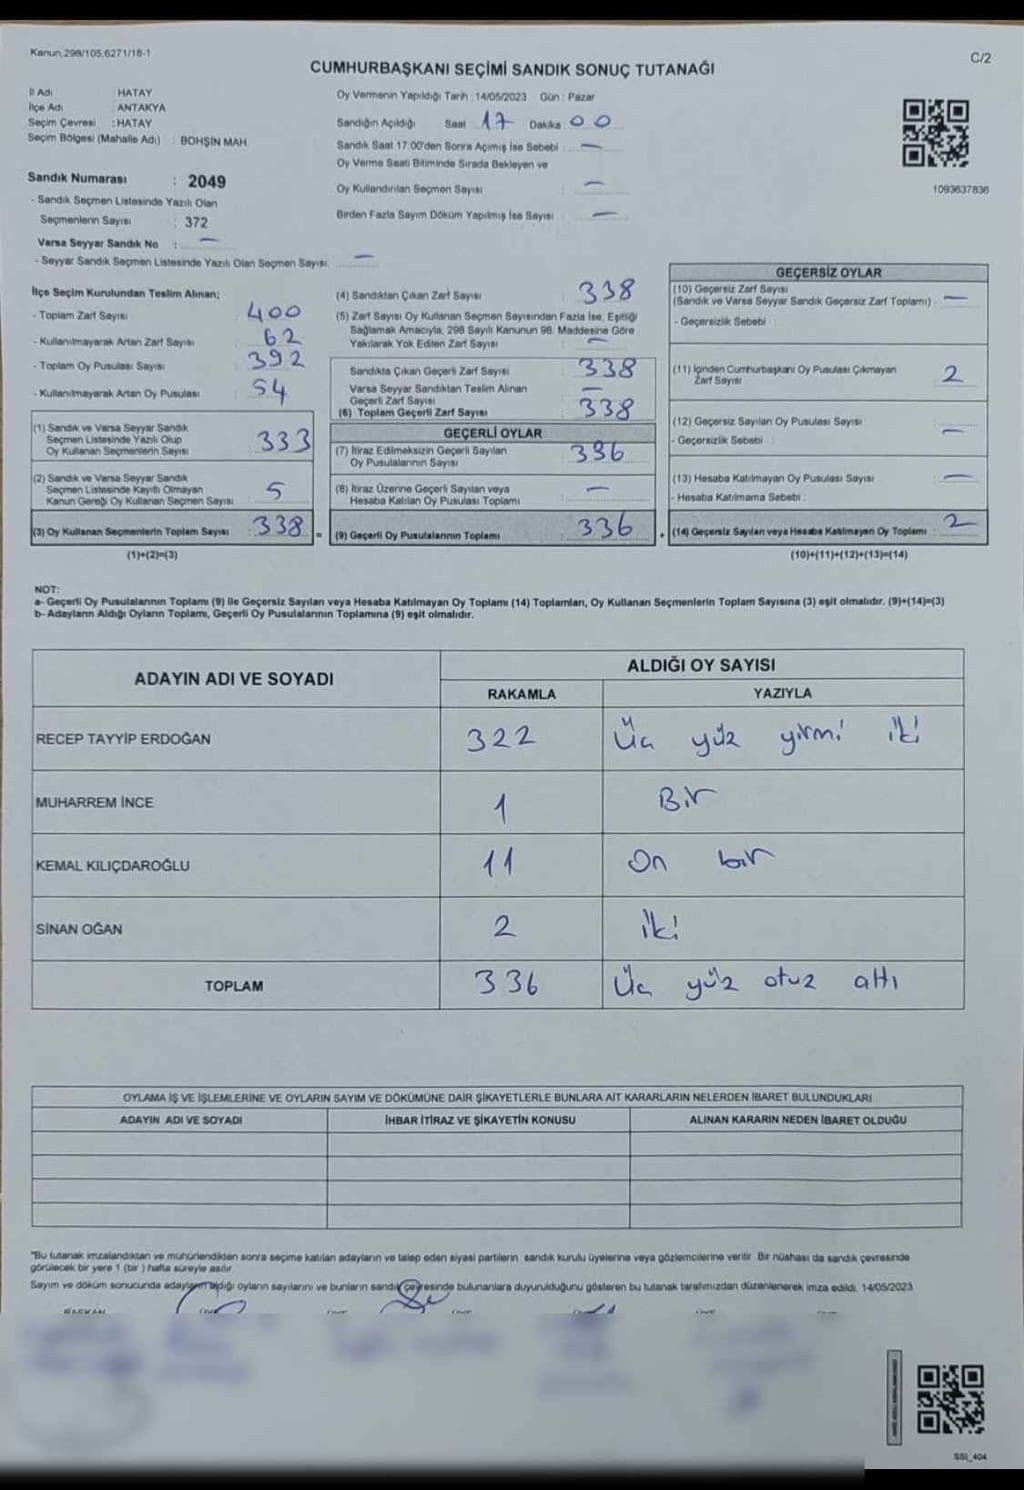 Kanun,298/105,6271/18-1
C/2
CUMHURBAŞKANI SEÇİMİ SANDIK SONUÇ TUTANAĞI
İl Adı HATAY
İlçe Adı : ANTAKYA
Seçim Çevresi : HATAY
Seçim Bölgesi (Mahalle Adı) : BOHŞİN MAH.
Sandık Numarası : 2049
- Sandık Seçmen Listesinde Yazılı Olan
Seçmenlerin Sayısı : 372
Varsa Seyyar Sandık No : —
- Seyyar Sandık Seçmen Listesinde Yazılı Olan Seçmen Sayısı: —
Oy Vermenin Yapıldığı Tarih : 14/05/2023 Gün : Pazar
Sandığın Açıldığı Saat 17 Dakika 00
Sandık Saat 17:00'den Sonra Açımış İse Sebebi : —
Oy Verme Saati Bitiminde Sırada Bekleyen ve
Oy Kullandırılan Seçmen Sayısı : —
Birden Fazla Sayım Döküm Yapılmış İse Sayısı : —
1093637836
İlçe Seçim Kurulundan Teslim Alınan;
- Toplam Zarf Sayısı : 400
- Kullanılmayarak Artan Zarf Sayısı : 62
- Toplam Oy Pusulası Sayısı : 392
- Kullanılmayarak Artan Oy Pusulası : 54
(1) Sandık ve Varsa Seyyar Sandık
Seçmen Listesinde Yazılı Olup
Oy Kullanan Seçmenlerin Sayısı : 333
(2) Sandık ve Varsa Seyyar Sandık
Seçmen Listesinde Kayıtlı Olmayan
Kanun Gereği Oy Kullanan Seçmen Sayısı : 5
(3) Oy Kullanan Seçmenlerin Toplam Sayısı : 338 =
(1)+(2)=(3)
(4) Sandıktan Çıkan Zarf Sayısı : 338
(5) Zarf Sayısı Oy Kullanan Seçmen Sayısından Fazla İse, Eşitliği
Sağlamak Amacıyla, 298 Sayılı Kanunun 98. Maddesine Göre
Yakılarak Yok Edilen Zarf Sayısı : —
Sandıkta Çıkan Geçerli Zarf Sayısı : 338
Varsa Seyyar Sandıktan Teslim Alınan
Geçerli Zarf Sayısı : —
(6) Toplam Geçerli Zarf Sayısı : 338
GEÇERLİ OYLAR
(7) İtiraz Edilmeksizin Geçerli Sayılan
Oy Pusulalarının Sayısı : 336
(8) İtiraz Üzerine Geçerli Sayılan veya
Hesaba Katılan Oy Pusulası Toplamı : —
(9) Geçerli Oy Pusulalarının Toplamı : 336 +
GEÇERSİZ OYLAR
(10) Geçersiz Zarf Sayısı
(Sandık ve Varsa Seyyar Sandık Geçersiz Zarf Toplamı) : —
- Geçersizlik Sebebi :
(11) İçinden Cumhurbaşkanı Oy Pusulası Çıkmayan
Zarf Sayısı : 2
(12) Geçersiz Sayılan Oy Pusulası Sayısı : —
- Geçersizlik Sebebi :
(13) Hesaba Katılmayan Oy Pusulası Sayısı : —
- Hesaba Katılmama Sebebi :
(14) Geçersiz Sayılan veya Hesaba Katılmayan Oy Toplamı : 2
(10)+(11)+(12)+(13)=(14)
NOT:
a- Geçerli Oy Pusulalarının Toplamı (9) ile Geçersiz Sayılan veya Hesaba Katılmayan Oy Toplamı (14) Toplamları, Oy Kullanan Seçmenlerin Toplam Sayısına (3) eşit olmalıdır. (9)+(14)=(3)
b- Adayların Aldığı Oyların Toplamı, Geçerli Oy Pusulalarının Toplamına (9) eşit olmalıdır.
ADAYIN ADI VE SOYADI ALDIĞI OY SAYISI
RAKAMLA YAZIYLA
RECEP TAYYİP ERDOĞAN 322 Üç yüz yirmi iki
MUHARREM İNCE 1 Bir
KEMAL KILIÇDAROĞLU 11 On bir
SİNAN OĞAN 2 iki
TOPLAM 336 Üç yüz otuz altı
OYLAMA İŞ VE İŞLEMLERİNE VE OYLARIN SAYIM VE DÖKÜMÜNE DAİR ŞİKAYETLERLE BUNLARA AİT KARARLARIN NELERDEN İBARET BULUNDUKLARI
ADAYIN ADI VE SOYADI İHBAR İTİRAZ VE ŞİKAYETİN KONUSU ALINAN KARARIN NEDEN İBARET OLDUĞU
"Bu tutanak imzalandıktan ve mühürlendikten sonra seçime katılan adayların ve talep eden siyasi partilerin sandık kurulu üyelerine veya gözlemcilerine verilir. Bir nüshası da sandık çevresinde
görülecek bir yere 1 (bir) hafta süreyle asılır.
Sayım ve döküm sonucunda adayların aldığı oyların sayılarını ve bunların sandık çevresinde bulunanlara duyurulduğunu gösteren bu tutanak tarafımızdan düzenlenerek imza edildi. 14/05/2023
SSI_404